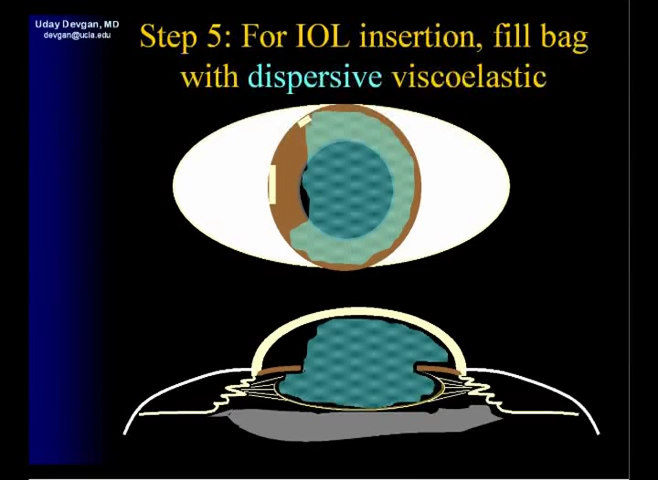 Uday Devgan, MD
devgan@ucla.edu
Step 5: For IOL insertion, fill bag
with dispersive viscoelastic